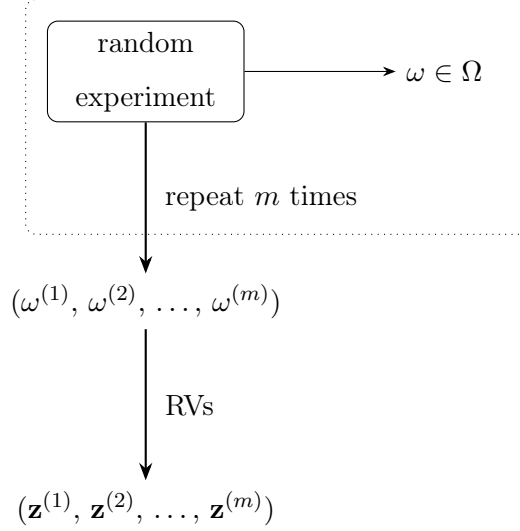 random
experiment
ω ∈ Ω
repeat m times
(ω^(1), ω^(2), …, ω^(m))
RVs
(𝐳^(1), 𝐳^(2), …, 𝐳^(m))